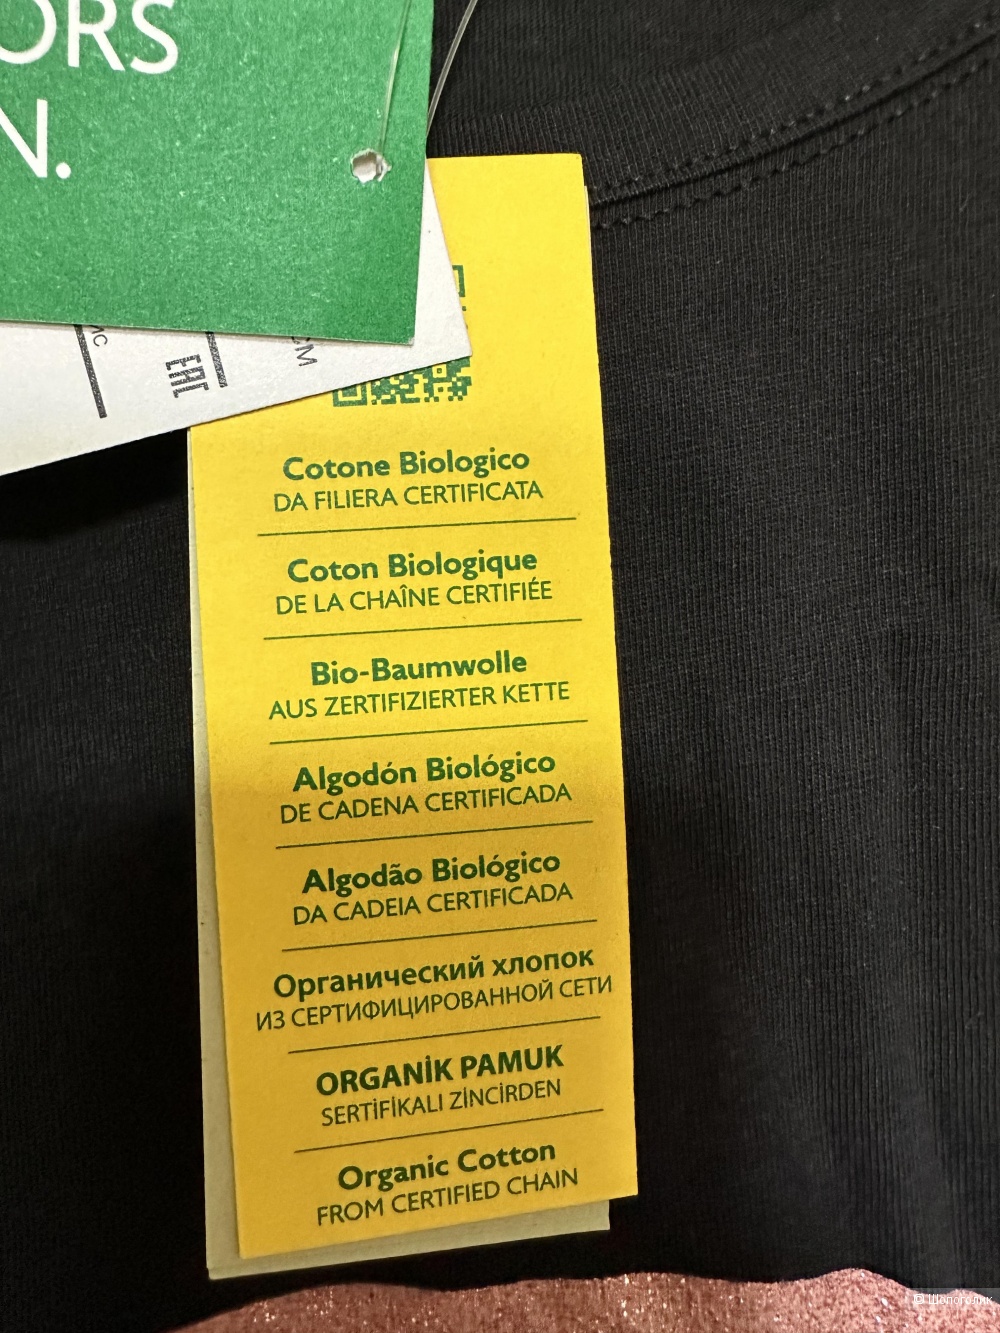 ORS
N.
EAC
Cotone Biologico
DA FILIERA CERTIFICATA
Coton Biologique
DE LA CHAÎNE CERTIFIÉE
Bio-Baumwolle
AUS ZERTIFIZIERTER KETTE
Algodón Biológico
DE CADENA CERTIFICADA
Algodão Biológico
DA CADEIA CERTIFICADA
Органический хлопок
ИЗ СЕРТИФИЦИРОВАННОЙ СЕТИ
ORGANİK PAMUK
SERTİFİKALI ZİNCİRDEN
Organic Cotton
FROM CERTIFIED CHAIN
Шопоголик